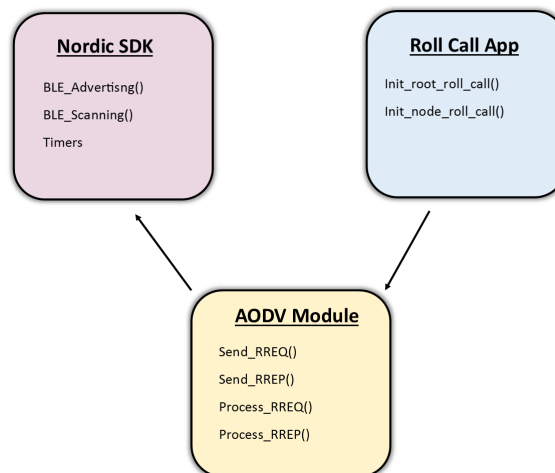 Nordic SDK
BLE_Advertisng()
BLE_Scanning()
Timers
Roll Call App
Init_root_roll_call()
Init_node_roll_call()
AODV Module
Send_RREQ()
Send_RREP()
Process_RREQ()
Process_RREP()